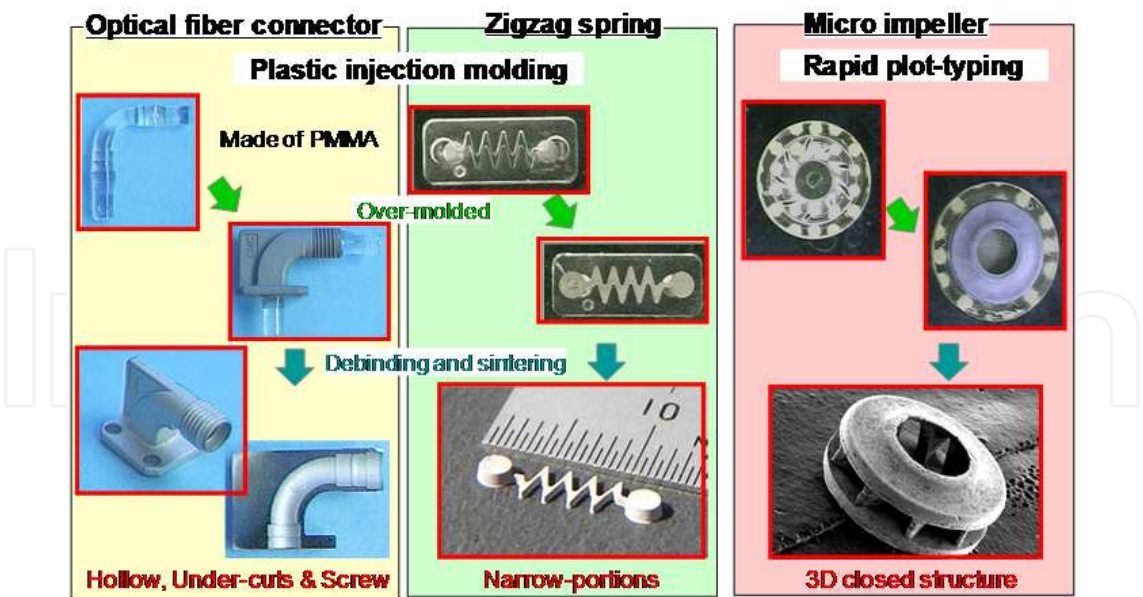 Optical fiber connector
Zigzag spring
Micro impeller
Plastic injection molding
Rapid plot-typing
Made of PMMA
Over-molded
Debinding and sintering
10
Hollow, Under-cuts & Screw
Narrow-portions
3D closed structure